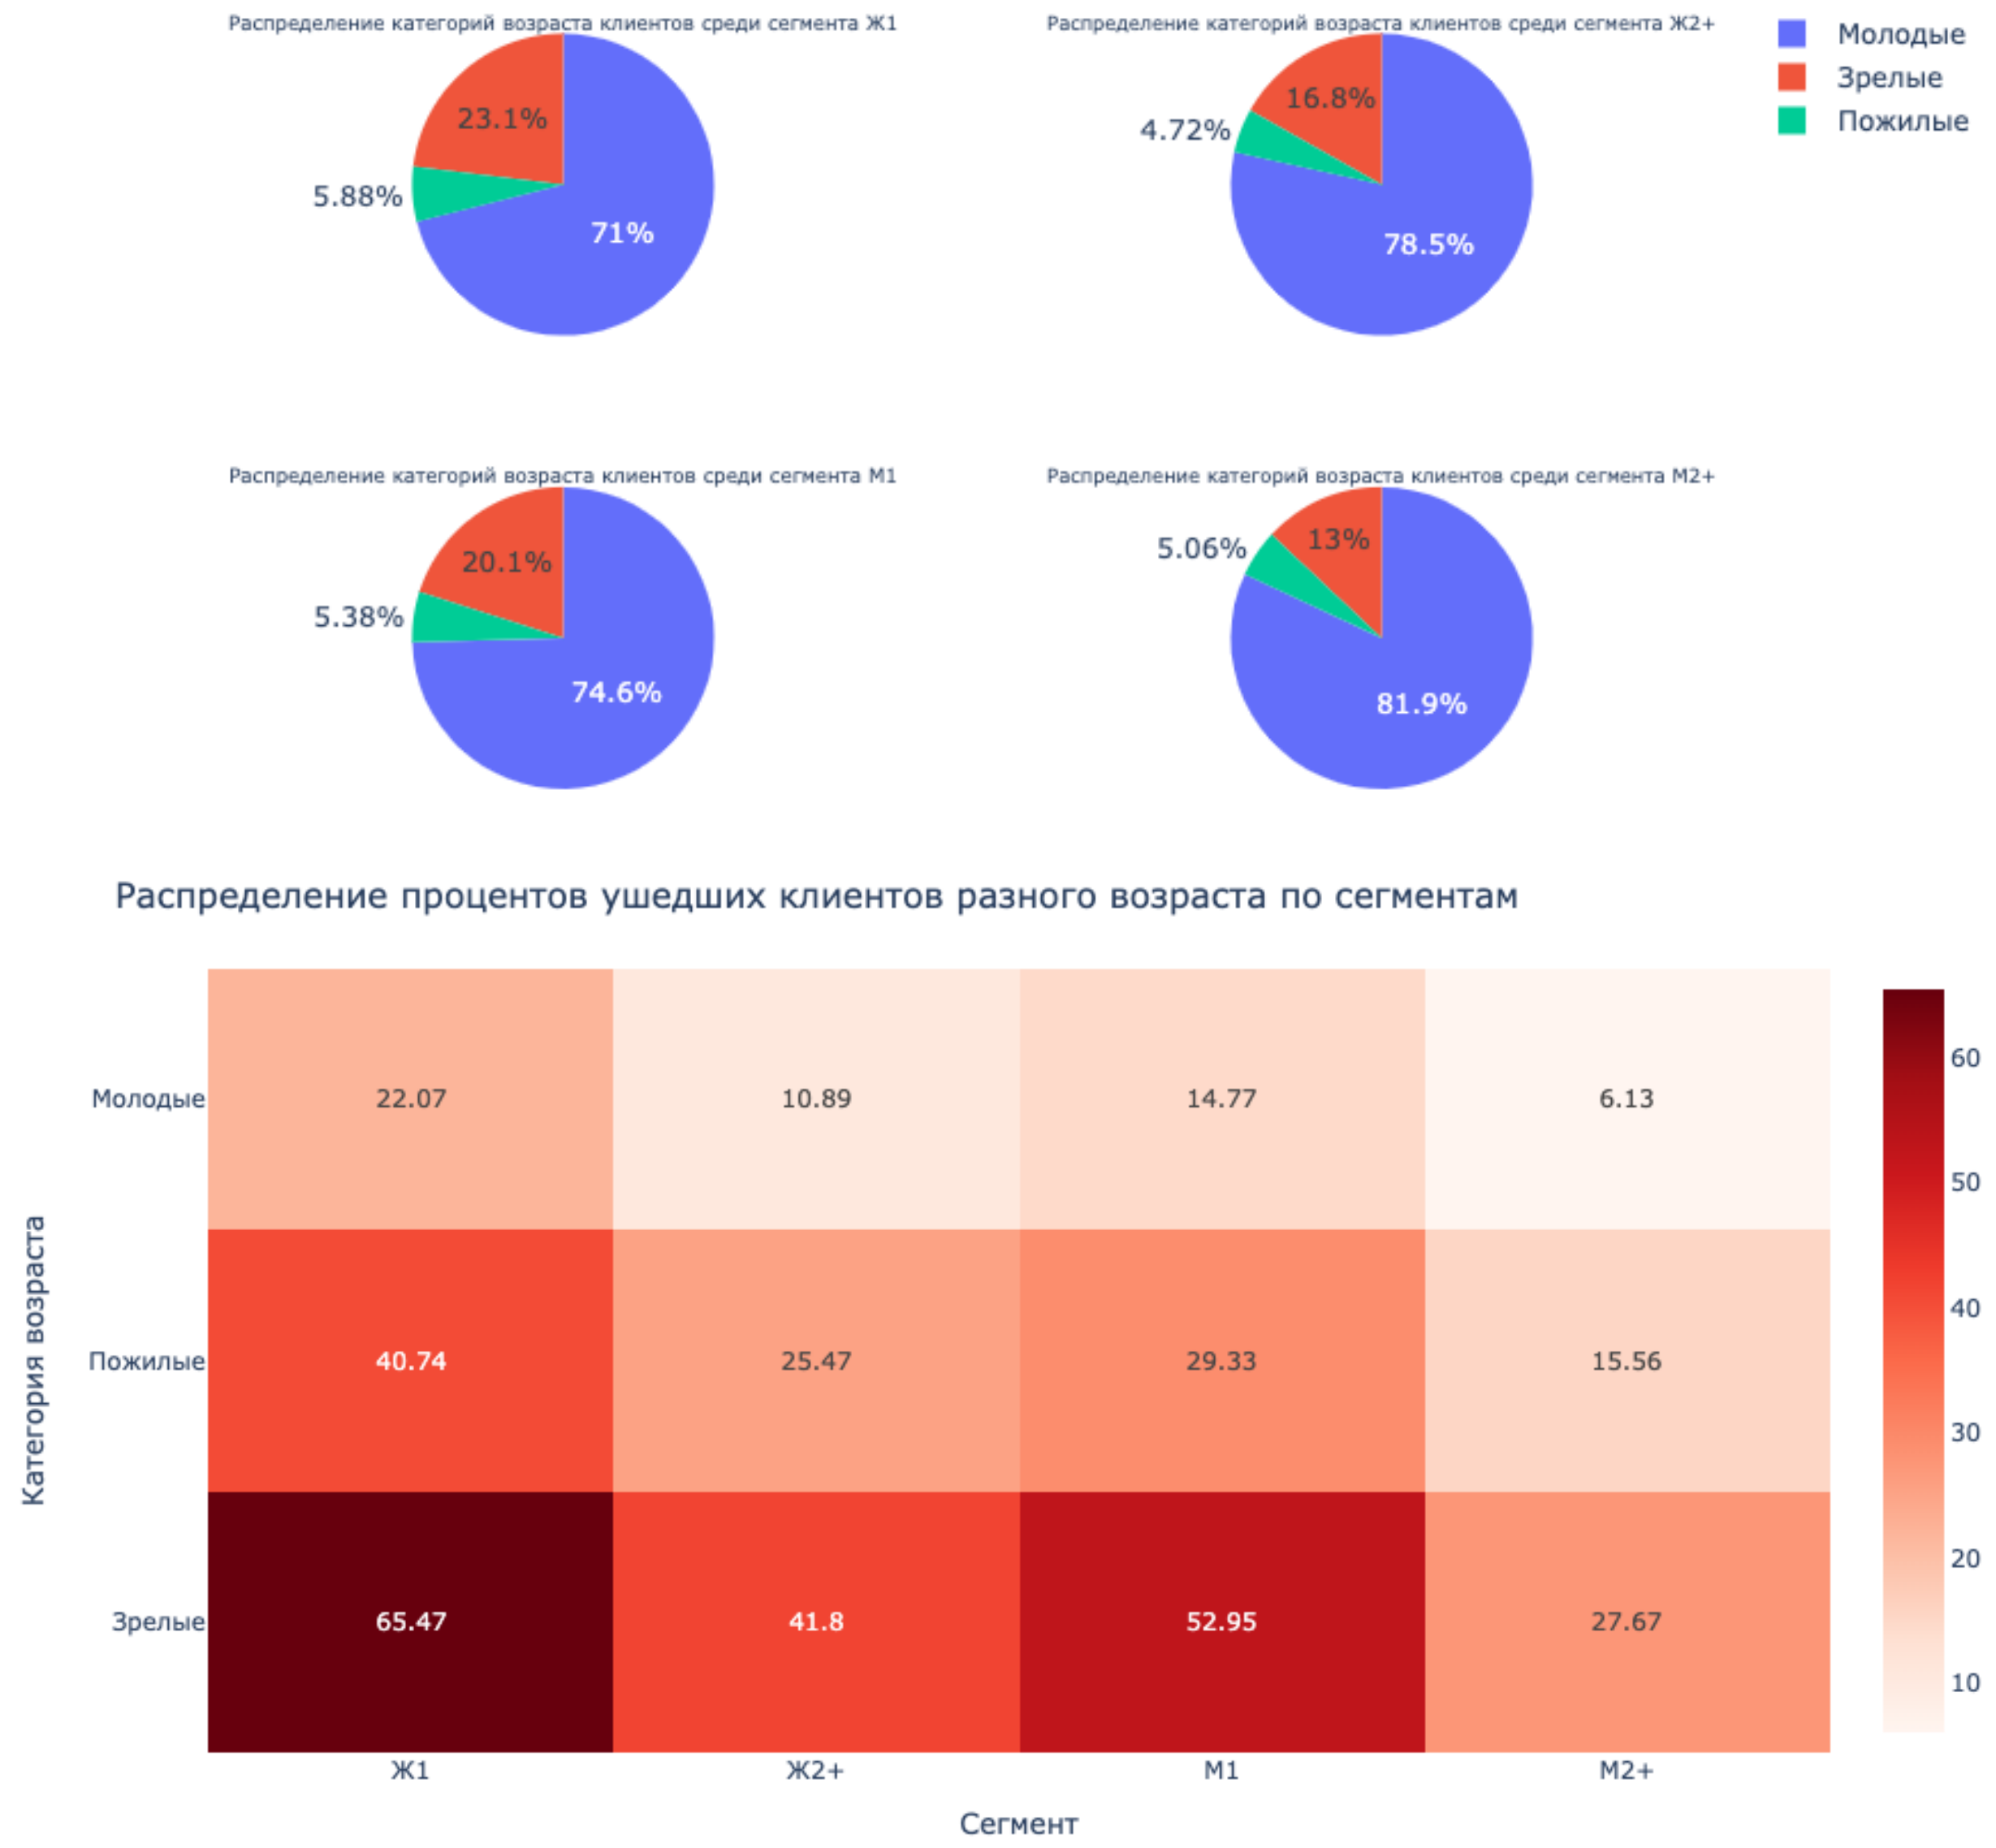 Распределение категорий возраста клиентов среди сегмента Ж1
Распределение категорий возраста клиентов среди сегмента Ж2+
Молодые
Зрелые
Пожилые
23.1%
5.88%
71%
16.8%
4.72%
78.5%
Распределение категорий возраста клиентов среди сегмента М1
Распределение категорий возраста клиентов среди сегмента М2+
20.1%
5.38%
74.6%
13%
5.06%
81.9%
Распределение процентов ушедших клиентов разного возраста по сегментам
Категория возраста
Молодые
22.07
10.89
14.77
6.13
Пожилые
40.74
25.47
29.33
15.56
Зрелые
65.47
41.8
52.95
27.67
Ж1
Ж2+
М1
М2+
Сегмент
60
50
40
30
20
10